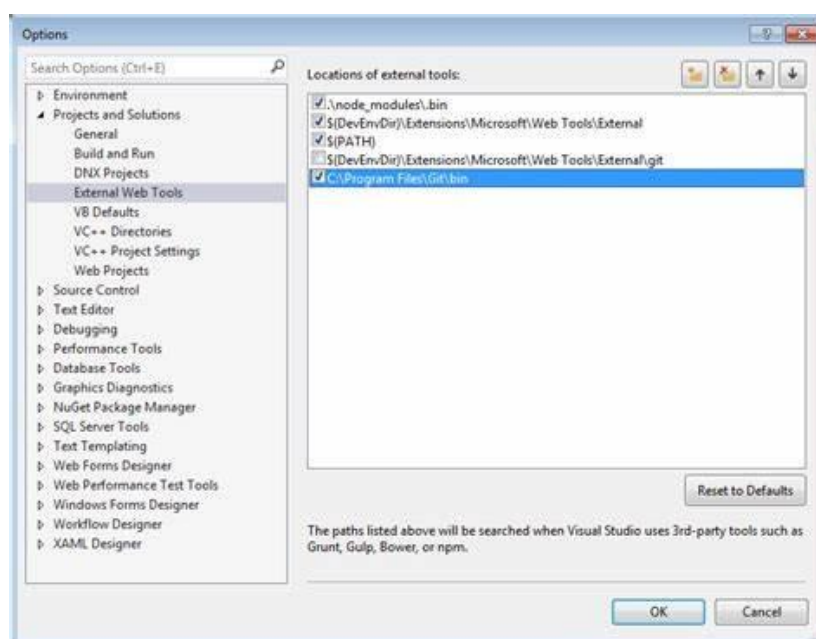 Options
Search Options (Ctrl+E)
Environment
Projects and Solutions
General
Build and Run
DNX Projects
External Web Tools
VB Defaults
VC++ Directories
VC++ Project Settings
Web Projects
Source Control
Text Editor
Debugging
Performance Tools
Database Tools
Graphics Diagnostics
NuGet Package Manager
SQL Server Tools
Text Templating
Web Forms Designer
Web Performance Test Tools
Windows Forms Designer
Workflow Designer
XAML Designer
Locations of external tools:
.\node_modules\.bin
$(DevEnvDir)\Extensions\Microsoft\Web Tools\External
$(PATH)
$(DevEnvDir)\Extensions\Microsoft\Web Tools\External\git
C:\Program Files\Git\bin
Reset to Defaults
The paths listed above will be searched when Visual Studio uses 3rd-party tools such as
Grunt, Gulp, Bower, or npm.
OK
Cancel